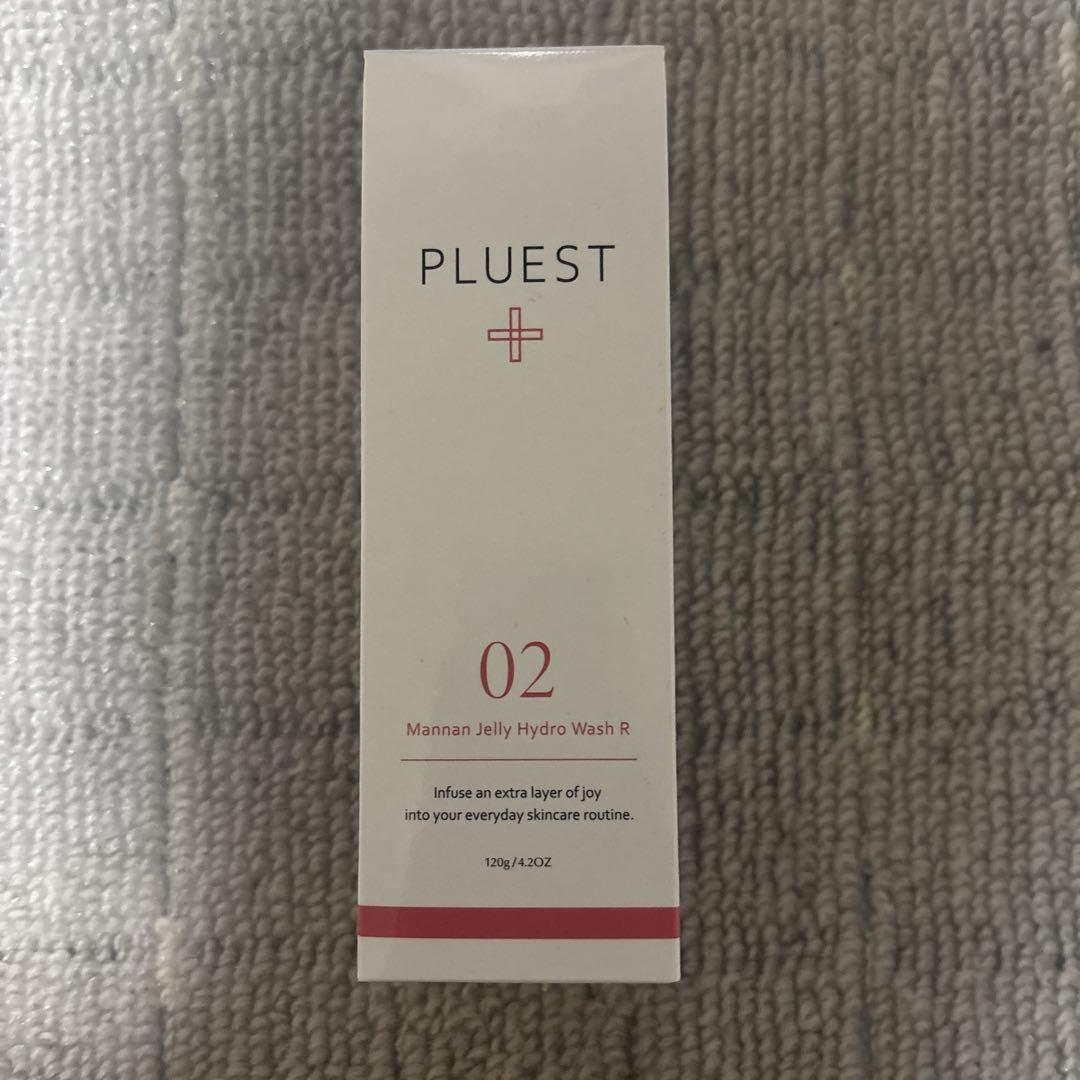 PLUEST
02
Mannan Jelly Hydro Wash R
Infuse an extra layer of joy
into your everyday skincare routine.
120g/4.2OZ